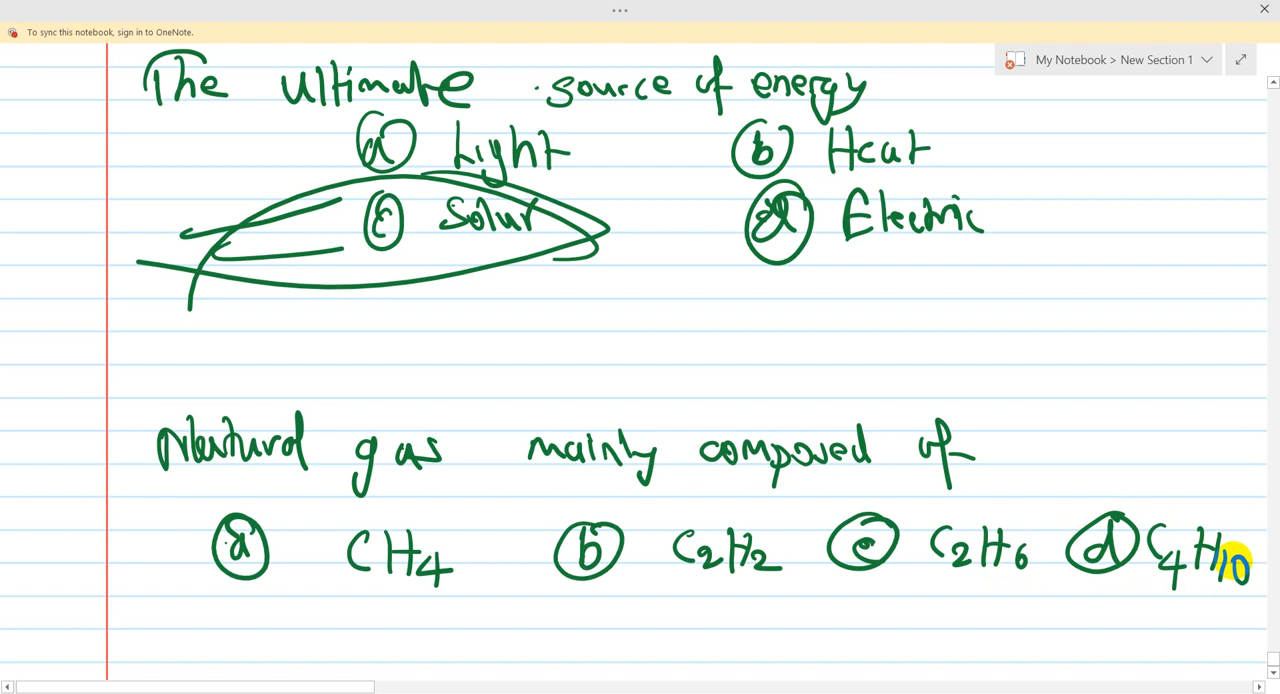 To sync this notebook, sign in to OneNote.
My Notebook > New Section 1
The ultimate source of energy
a Light b Heat
c Solar d Electric
Natural gas mainly composed of
a CH4 b C2H2 c C2H6 d C4H10